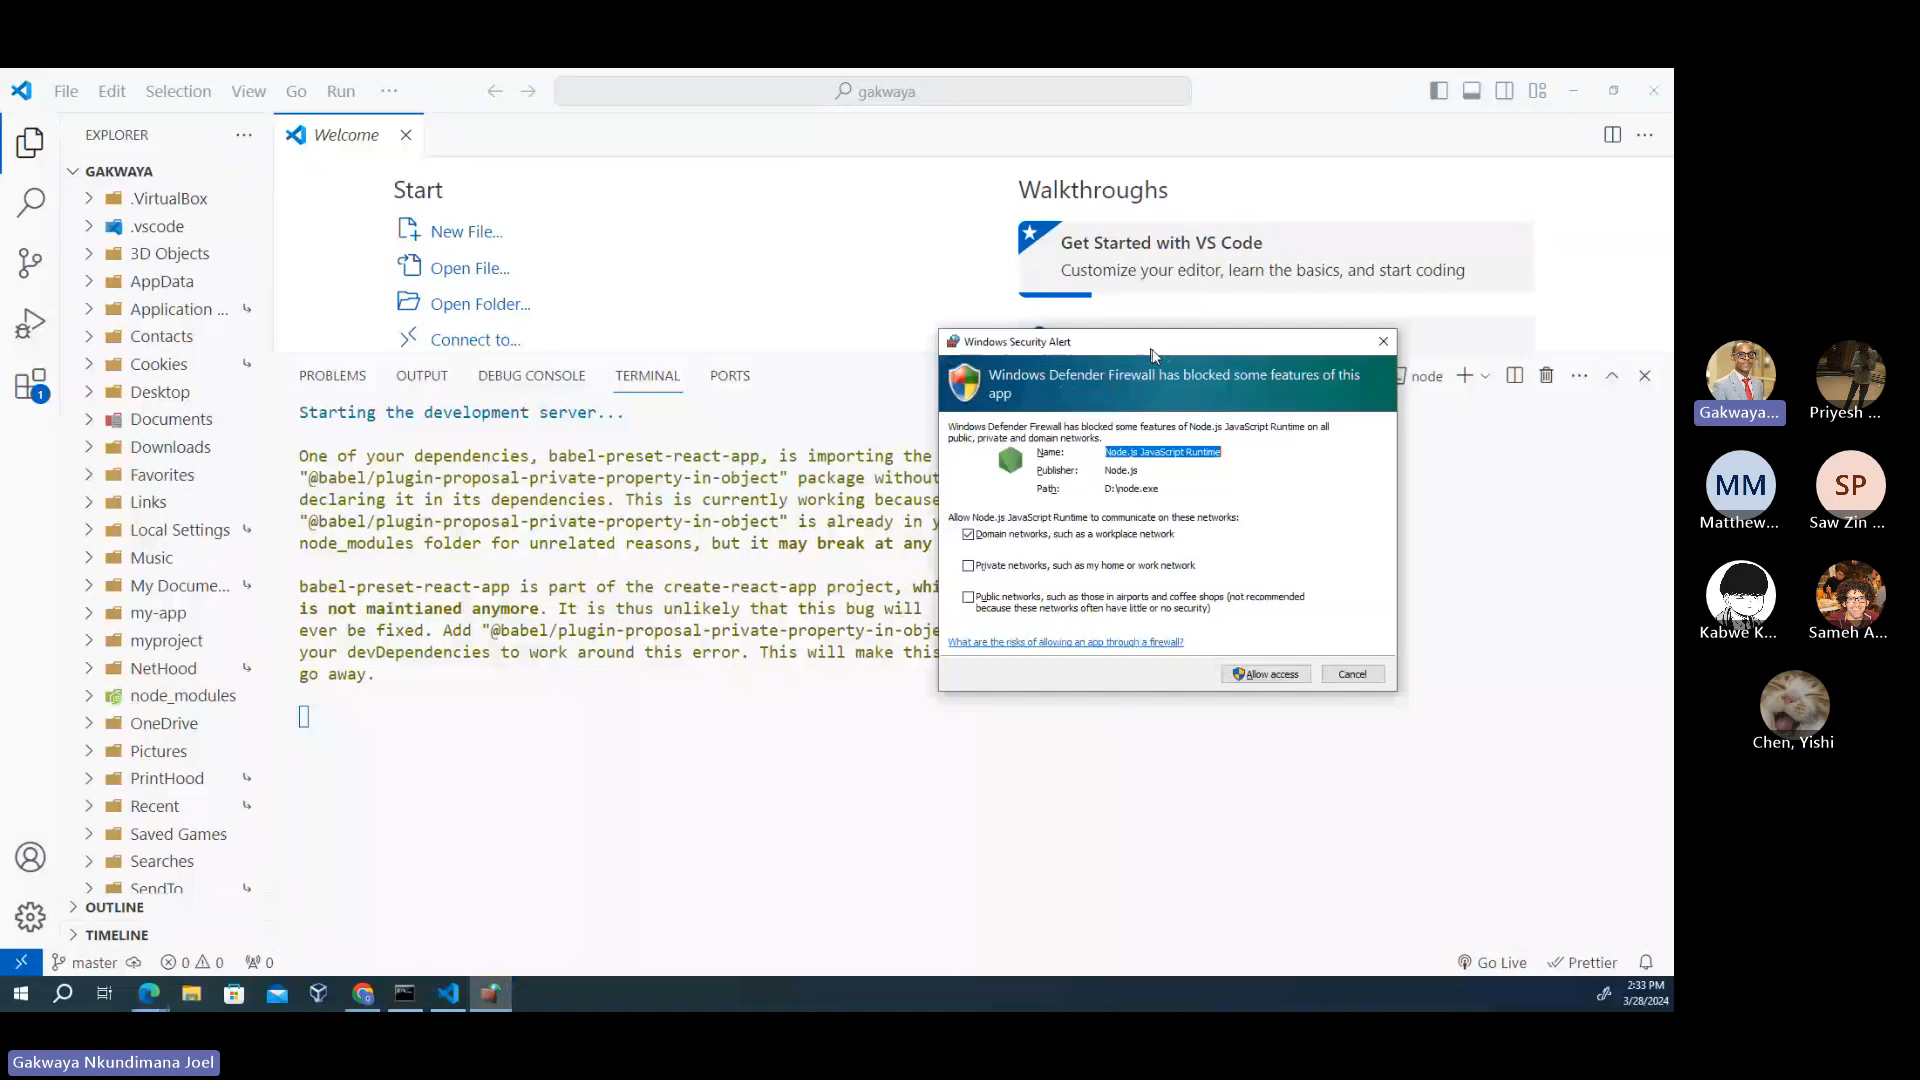 File Edit Selection View Go Run ··· gakwaya
EXPLORER ···
Welcome
GAKWAYA
.VirtualBox
.vscode
3D Objects
AppData
Application ...
Contacts
Cookies
Desktop
Documents
Downloads
Favorites
Links
Local Settings
Music
My Docume...
my-app
myproject
NetHood
node_modules
OneDrive
Pictures
PrintHood
Recent
Saved Games
Searches
SendTo
OUTLINE
TIMELINE
Start
New File...
Open File...
Open Folder...
Connect to...
Walkthroughs
Get Started with VS Code
Customize your editor, learn the basics, and start coding
PROBLEMS OUTPUT DEBUG CONSOLE TERMINAL PORTS
node
Starting the development server...
One of your dependencies, babel-preset-react-app, is importing the
"@babel/plugin-proposal-private-property-in-object" package without
declaring it in its dependencies. This is currently working because
"@babel/plugin-proposal-private-property-in-object" is already in
node_modules folder for unrelated reasons, but it may break at any
babel-preset-react-app is part of the create-react-app project,
is not maintianed anymore. It is thus unlikely that this bug will
ever be fixed. Add "@babel/plugin-proposal-private-property-in-obje
your devDependencies to work around this error. This will make this
go away.
Windows Security Alert
Windows Defender Firewall has blocked some features of this
app
Windows Defender Firewall has blocked some features of Node.js JavaScript Runtime on all
public, private and domain networks.
Name: Node.js JavaScript Runtime
Publisher: Node.js
Path: D:\node.exe
Allow Node.js JavaScript Runtime to communicate on these networks:
Domain networks, such as a workplace network
Private networks, such as my home or work network
Public networks, such as those in airports and coffee shops (not recommended
because these networks often have little or no security)
What are the risks of allowing an app through a firewall?
Allow access Cancel
1
master 0 0 0
Go Live Prettier
2:33 PM
3/28/2024
Gakwaya... Priyesh ...
MM SP
Matthew... Saw Zin ...
Kabwe K... Sameh A...
Chen, Yishi
Gakwaya Nkundimana Joel